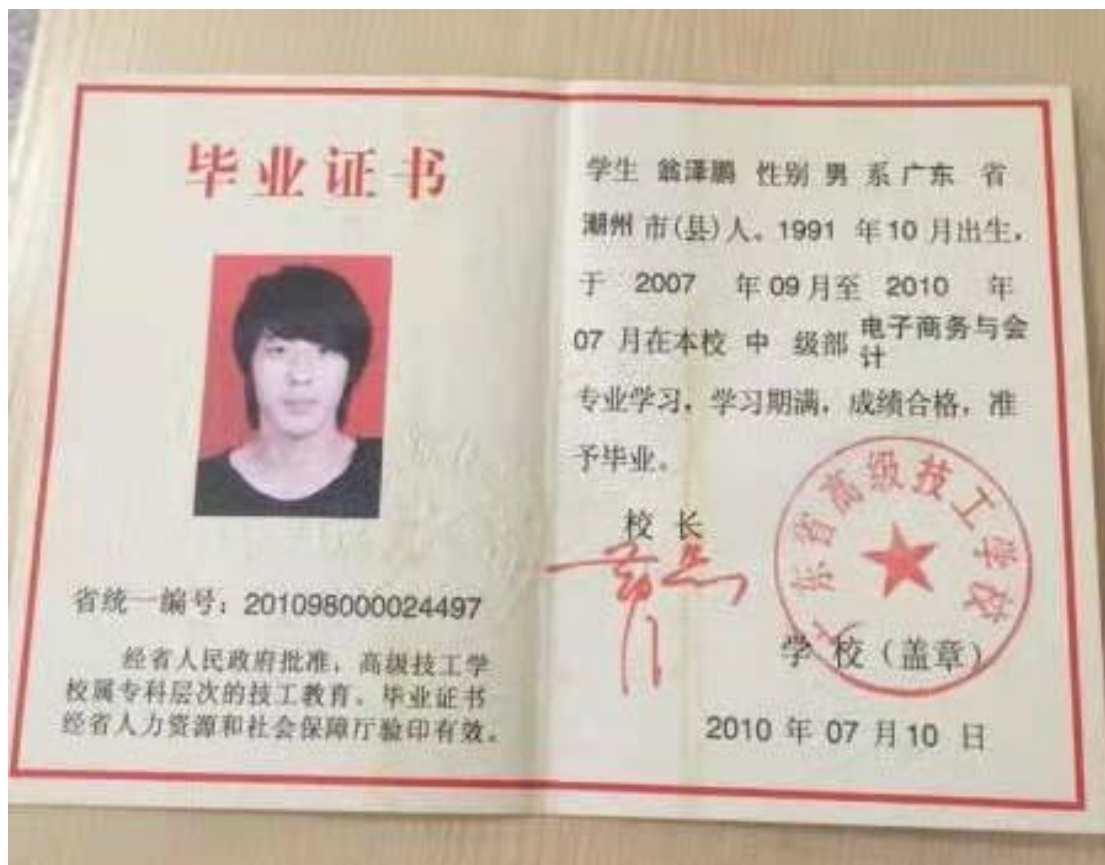 毕业证书
省统一编号：201098000024497
经省人民政府批准，高级技工学
校属专科层次的技工教育。毕业证书
经省人力资源和社会保障厅验印有效。
学生 翁泽鹏 性别 男 系 广东 省
潮州 市(县)人。1991 年 10 月出生，
于 2007 年 09 月至 2010 年
07 月在本校 中 级部 电子商务与会
计
专业学习，学习期满，成绩合格，准
予毕业。
校 长
广东省高级技工学校
学 校（盖章）
2010 年 07 月 10 日